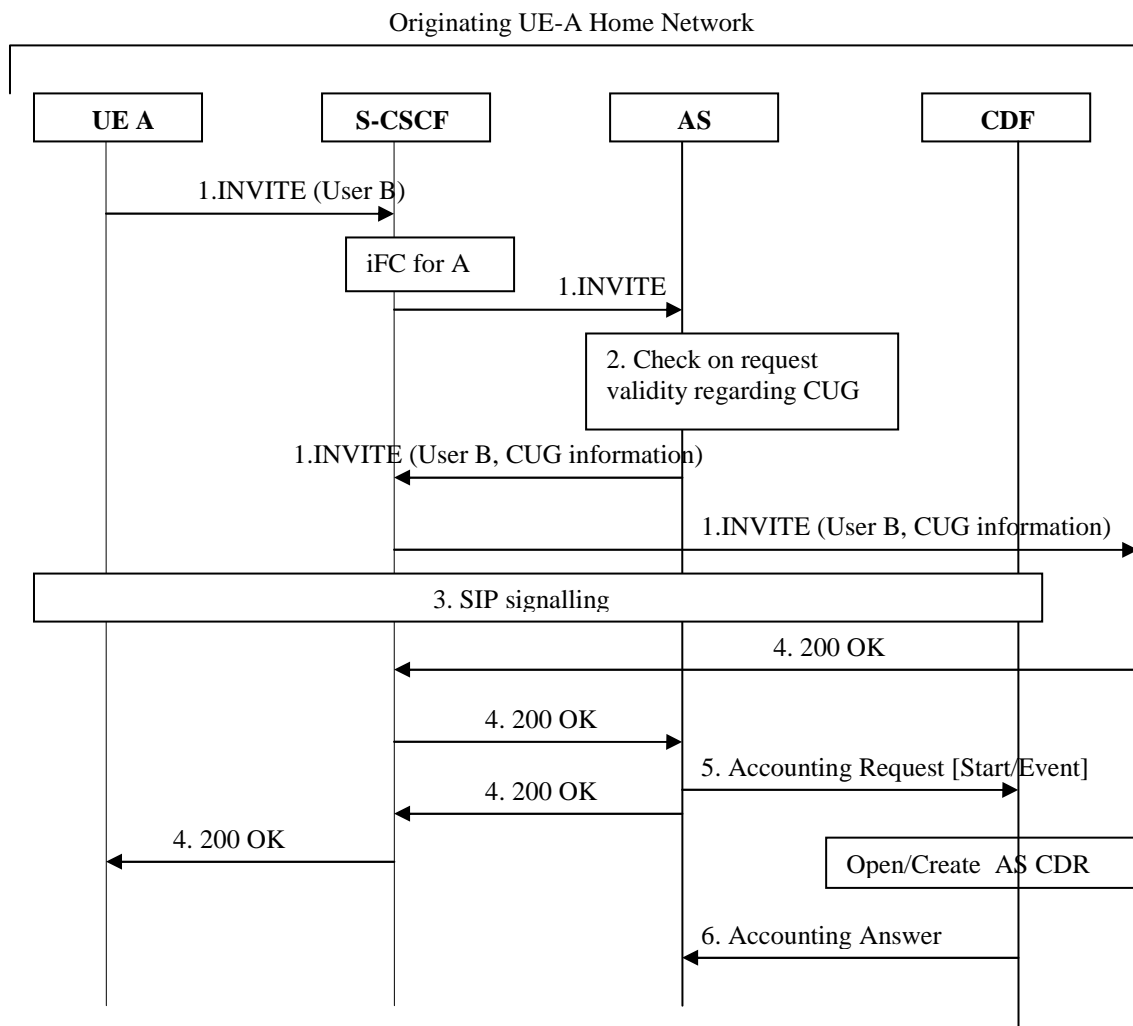 Originating UE-A Home Network
UE A
S-CSCF
AS
CDF
1.INVITE (User B)
iFC for A
1.INVITE
2. Check on request
validity regarding CUG
1.INVITE (User B, CUG information)
1.INVITE (User B, CUG information)
3. SIP signalling
4. 200 OK
4. 200 OK
5. Accounting Request [Start/Event]
4. 200 OK
4. 200 OK
Open/Create AS CDR
6. Accounting Answer